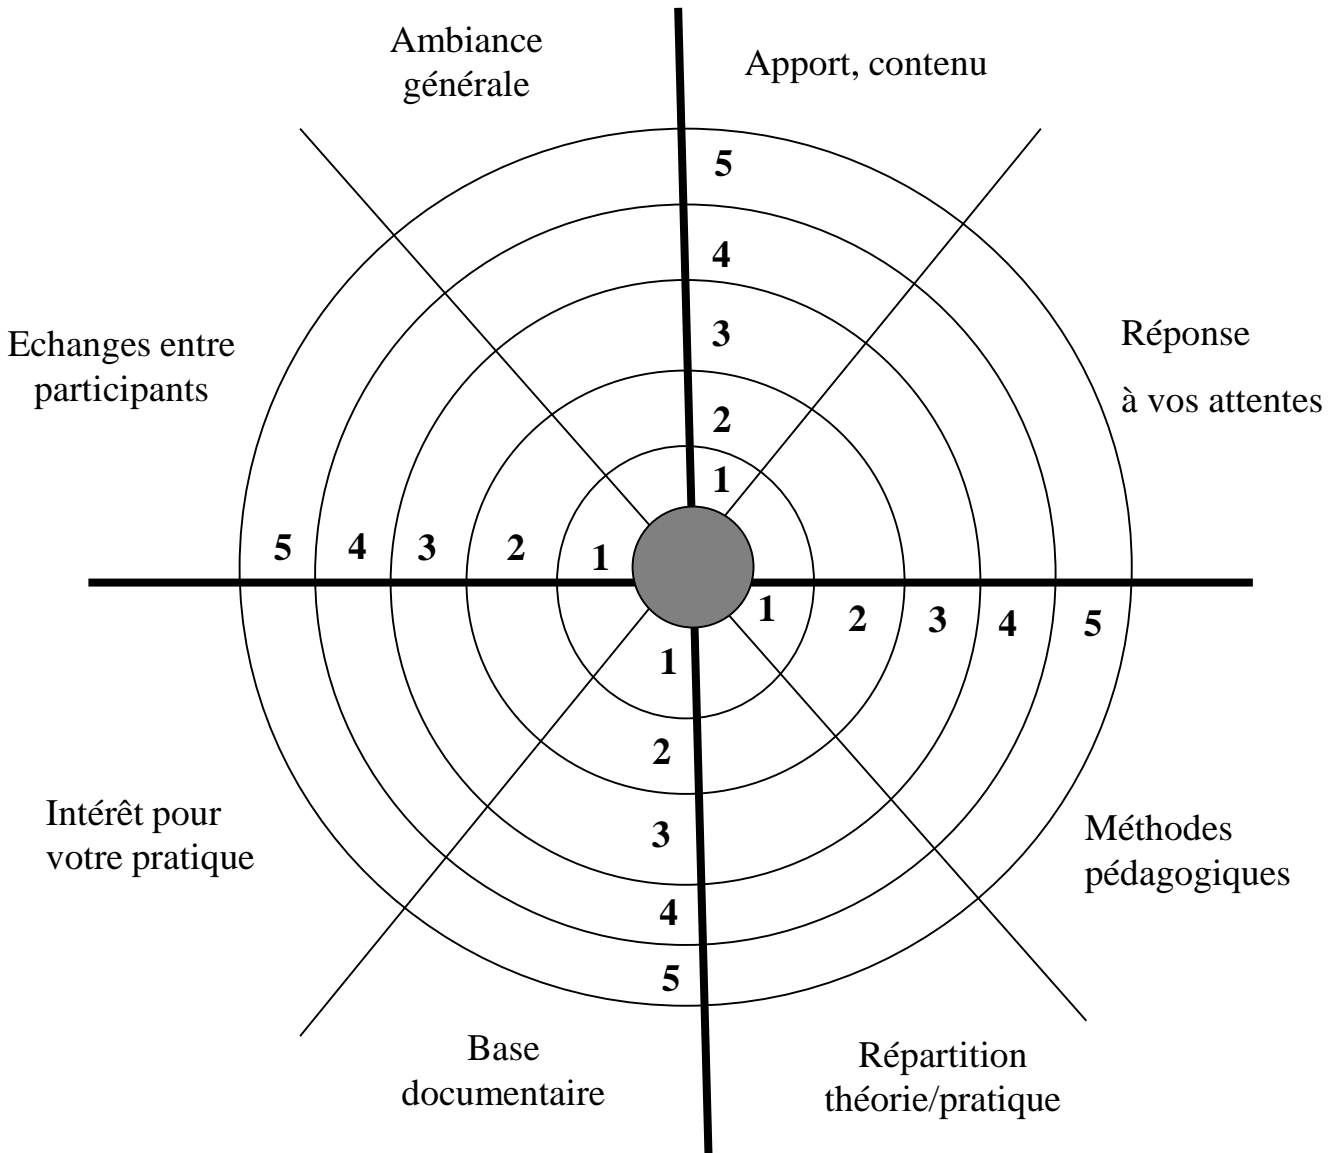 Ambiance
générale
Apport, contenu
5
4
3
2
1
Echanges entre
participants
Réponse
à vos attentes
5 4 3 2 1
1 2 3 4 5
1
2
3
4
5
Intérêt pour
votre pratique
Méthodes
pédagogiques
Base
documentaire
Répartition
théorie/pratique